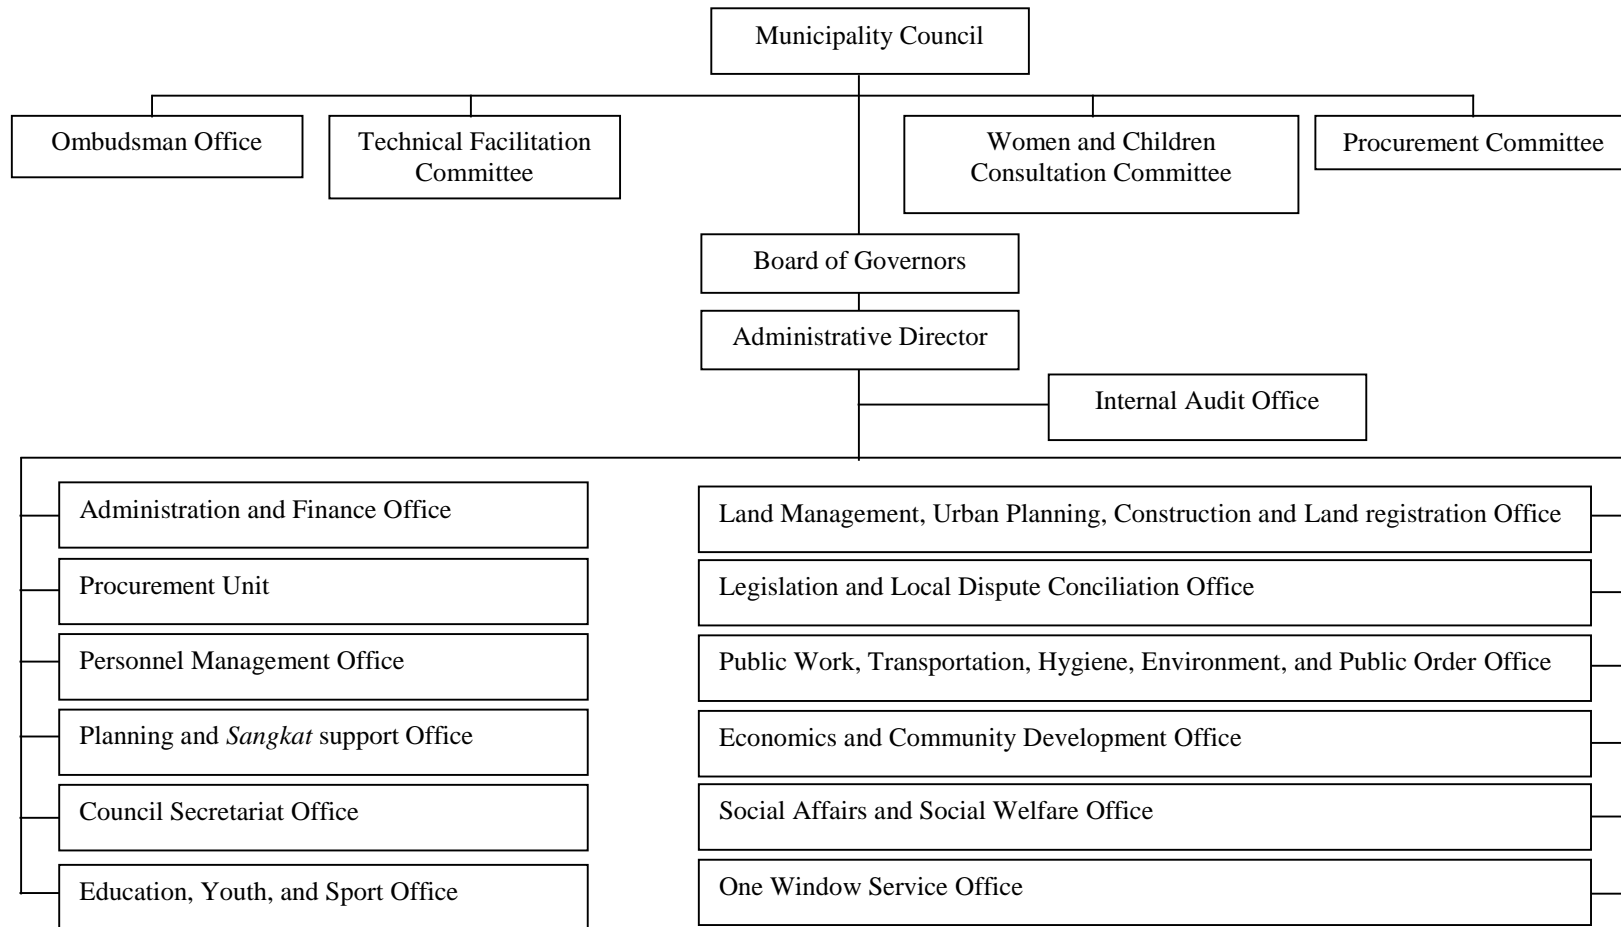 Municipality Council
Ombudsman Office
Technical Facilitation
Committee
Women and Children
Consultation Committee
Procurement Committee
Board of Governors
Administrative Director
Internal Audit Office
Administration and Finance Office
Procurement Unit
Personnel Management Office
Planning and Sangkat support Office
Council Secretariat Office
Education, Youth, and Sport Office
Land Management, Urban Planning, Construction and Land registration Office
Legislation and Local Dispute Conciliation Office
Public Work, Transportation, Hygiene, Environment, and Public Order Office
Economics and Community Development Office
Social Affairs and Social Welfare Office
One Window Service Office